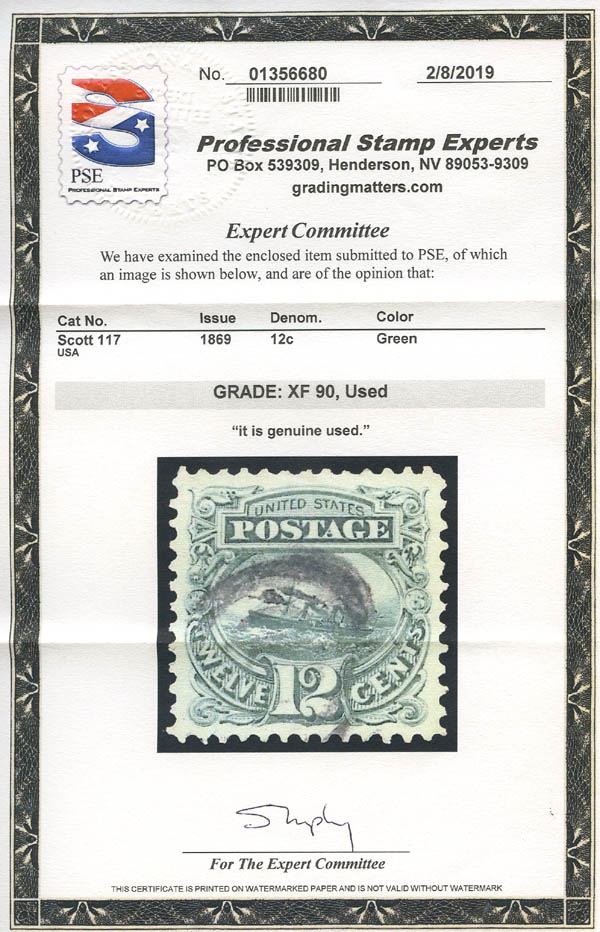 No. 01356680 2/8/2019
PSE
PROFESSIONAL STAMP EXPERTS
Professional Stamp Experts
PO Box 539309, Henderson, NV 89053-9309
gradingmatters.com
Expert Committee
We have examined the enclosed item submitted to PSE, of which
an image is shown below, and are of the opinion that:
Cat No. Issue Denom. Color
Scott 117 1869 12c Green
USA
GRADE: XF 90, Used
“it is genuine used.”
UNITED STATES
POSTAGE
TWELVE 12 CENTS
For The Expert Committee
THIS CERTIFICATE IS PRINTED ON WATERMARKED PAPER AND IS NOT VALID WITHOUT WATERMARK